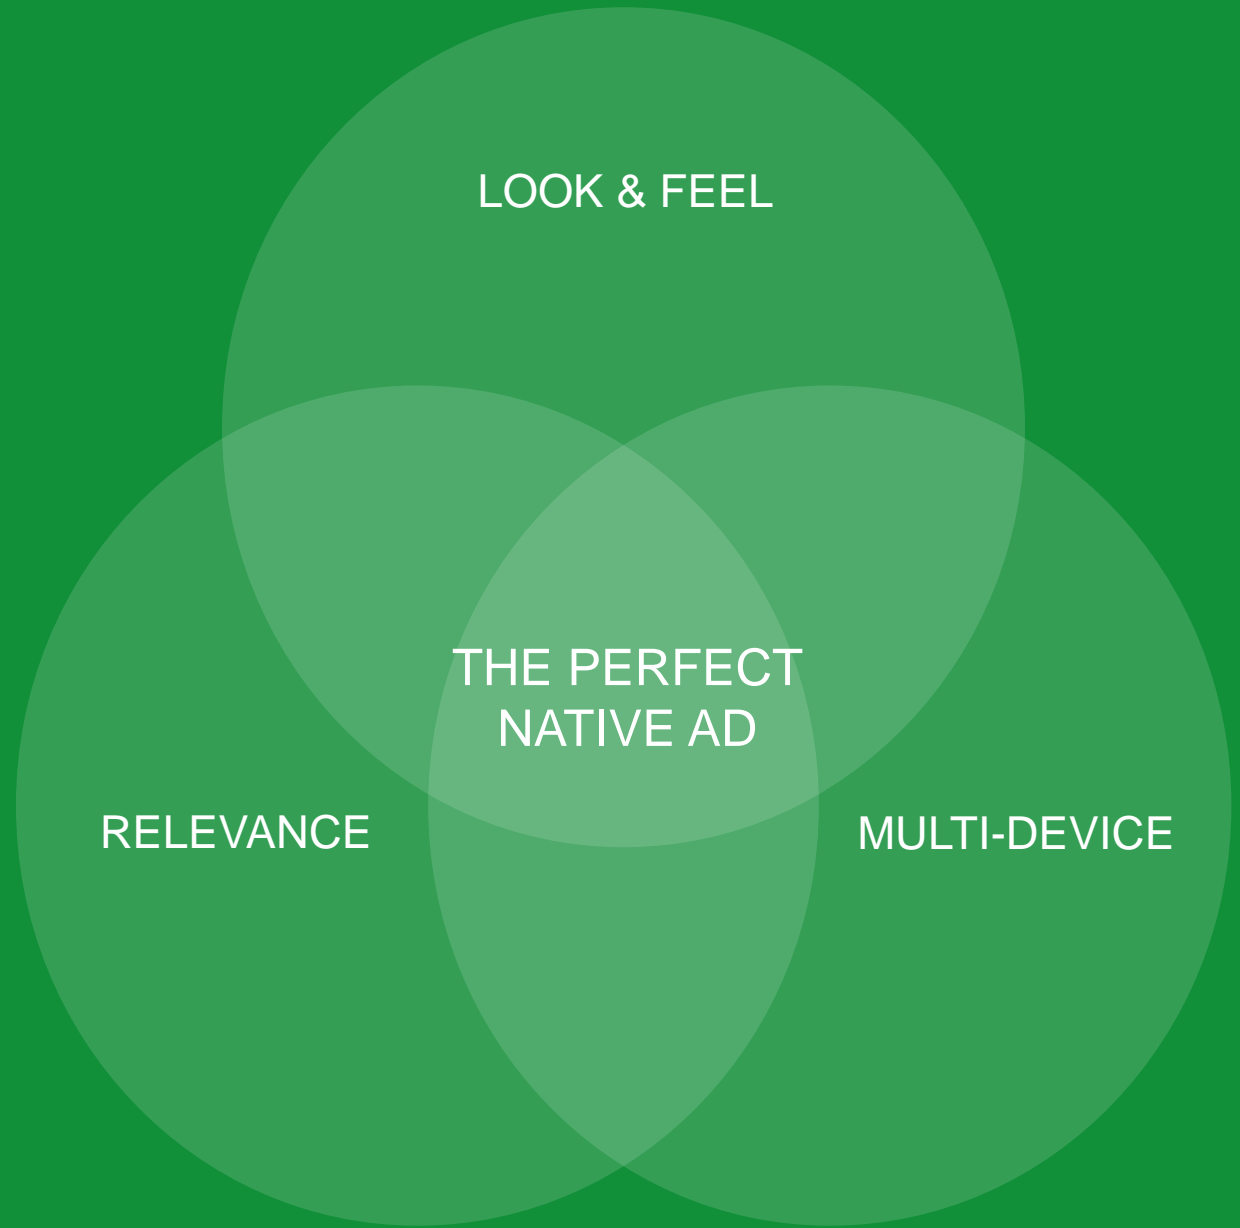 LOOK & FEEL
THE PERFECT
NATIVE AD
RELEVANCE
MULTI-DEVICE